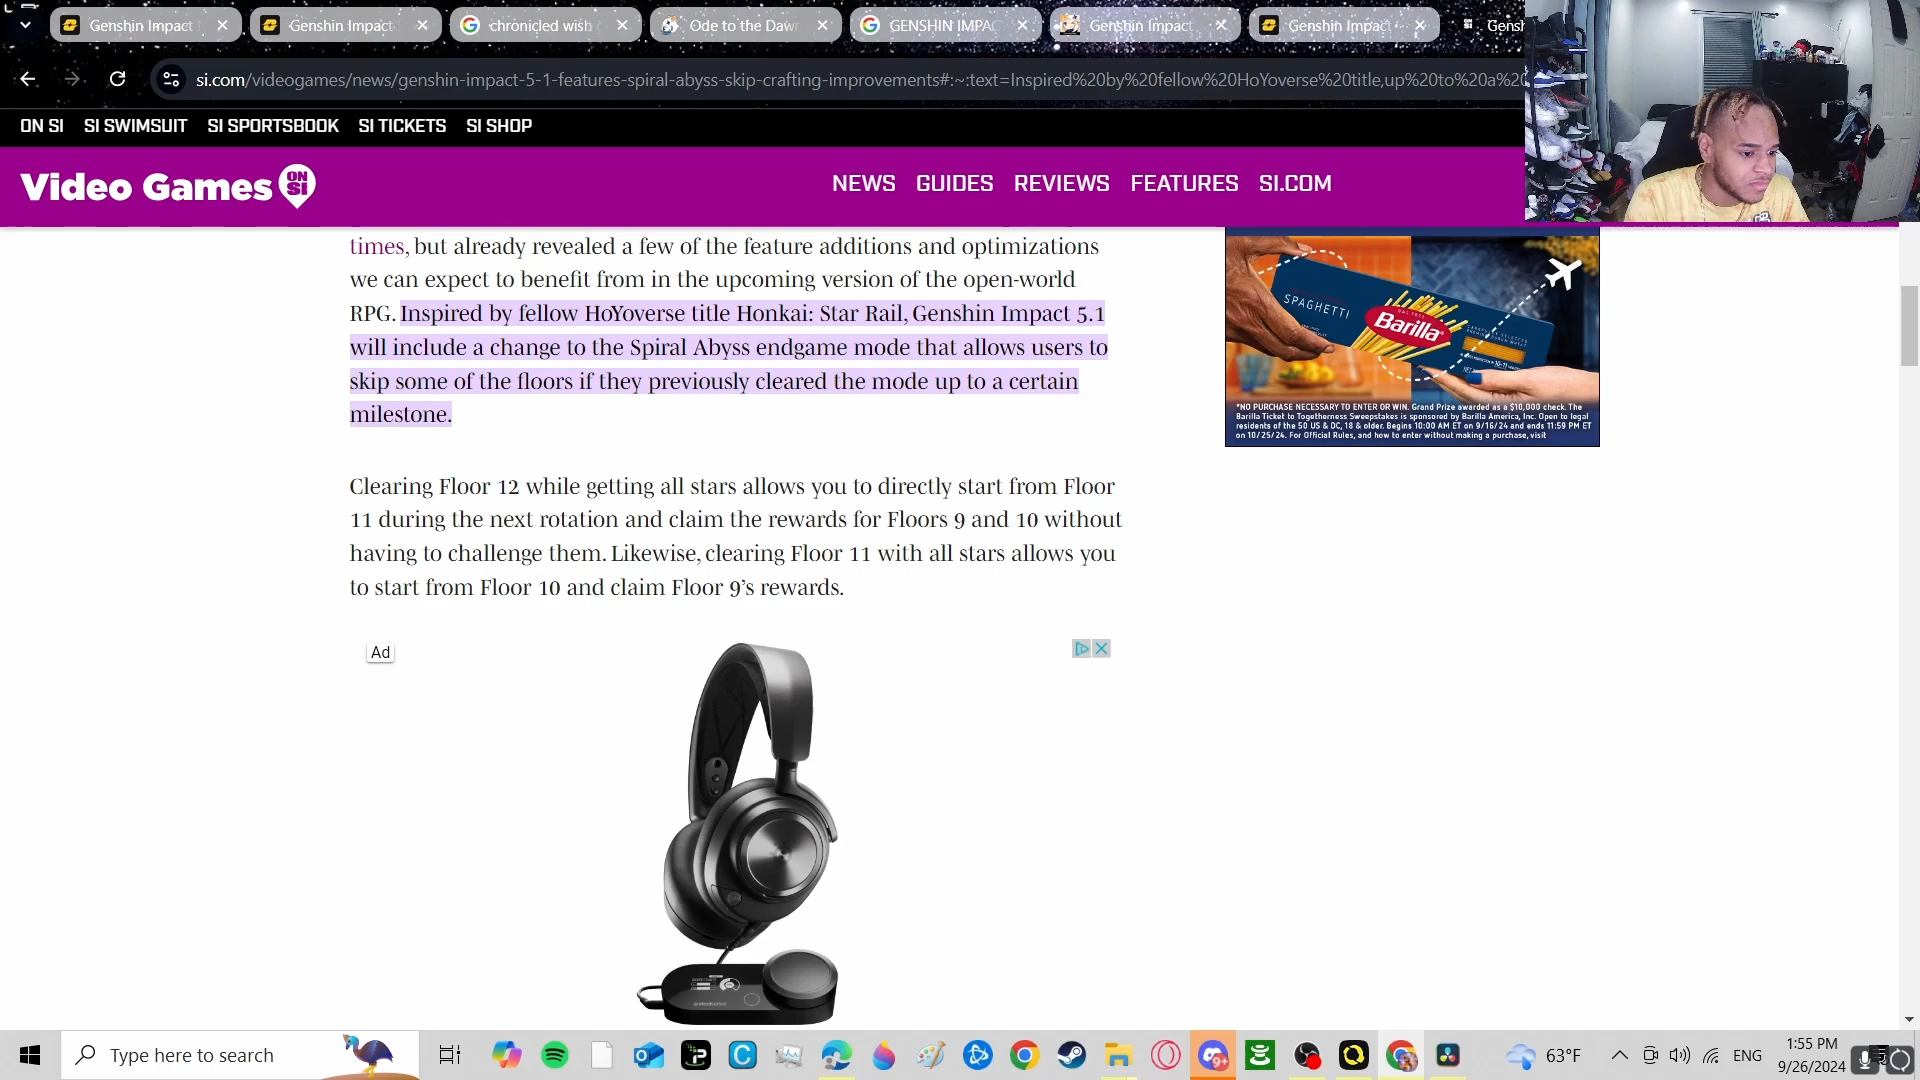 Genshin Impact
Genshin Impact
chronicled wish
Ode to the Daw
GENSHIN IMPA
Genshin Impact
Genshin Impact
Gensh
si.com/videogames/news/genshin-impact-5-1-features-spiral-abyss-skip-crafting-improvements#:~:text=Inspired%20by%20fellow%20HoYoverse%20title,up%20to%20a%20
ON SI
SI SWIMSUIT
SI SPORTSBOOK
SI TICKETS
SI SHOP
Video Games ON SI
NEWS
GUIDES
REVIEWS
FEATURES
SI.COM
times, but already revealed a few of the feature additions and optimizations
we can expect to benefit from in the upcoming version of the open-world
RPG. Inspired by fellow HoYoverse title Honkai: Star Rail, Genshin Impact 5.1
will include a change to the Spiral Abyss endgame mode that allows users to
skip some of the floors if they previously cleared the mode up to a certain
milestone.
Clearing Floor 12 while getting all stars allows you to directly start from Floor
11 during the next rotation and claim the rewards for Floors 9 and 10 without
having to challenge them. Likewise, clearing Floor 11 with all stars allows you
to start from Floor 10 and claim Floor 9’s rewards.
SPAGHETTI
Barilla
*NO PURCHASE NECESSARY TO ENTER OR WIN. Grand Prize awarded as a $10,000 check. The
Barilla Ticket to Togetherness Sweepstakes is sponsored by Barilla America, Inc. Open to legal
residents of the 50 US & DC, 18 & older. Begins 10:00 AM ET on 9/16/24 and ends 11:59 PM ET
on 10/25/24. For Official Rules, and how to enter without making a purchase, visit
Ad
Type here to search
9+
63°F
ENG
1:55 PM
9/26/2024